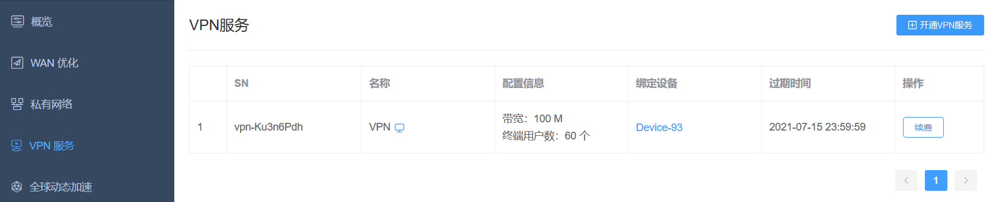 概览
WAN 优化
私有网络
VPN 服务
全球动态加速
VPN服务
开通VPN服务
SN 名称 配置信息 绑定设备 过期时间 操作
1 vpn-Ku3n6Pdh VPN 带宽：100 M Device-93 2021-07-15 23:59:59 续费
终端用户数：60 个
1